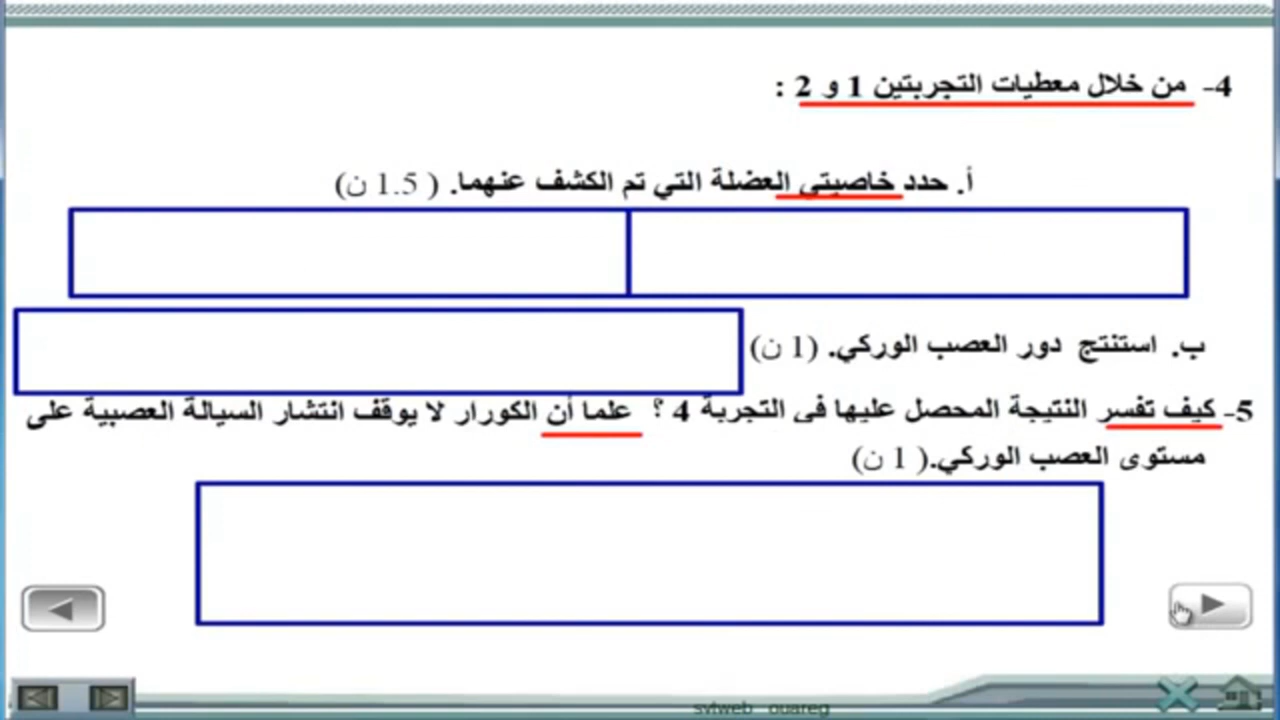 4- من خلال معطيات التجربتين 1 و 2 :
أ. حدد خاصيتي العضلة التي تم الكشف عنهما. ( 1.5 ن)
ب. استنتج دور العصب الوركي. (1 ن)
5- كيف تفسر النتيجة المحصل عليها في التجربة 4 ؟ علما أن الكورار لا يوقف انتشار السيالة العصبية على
مستوى العصب الوركي.( 1 ن)
svtweb ouareg